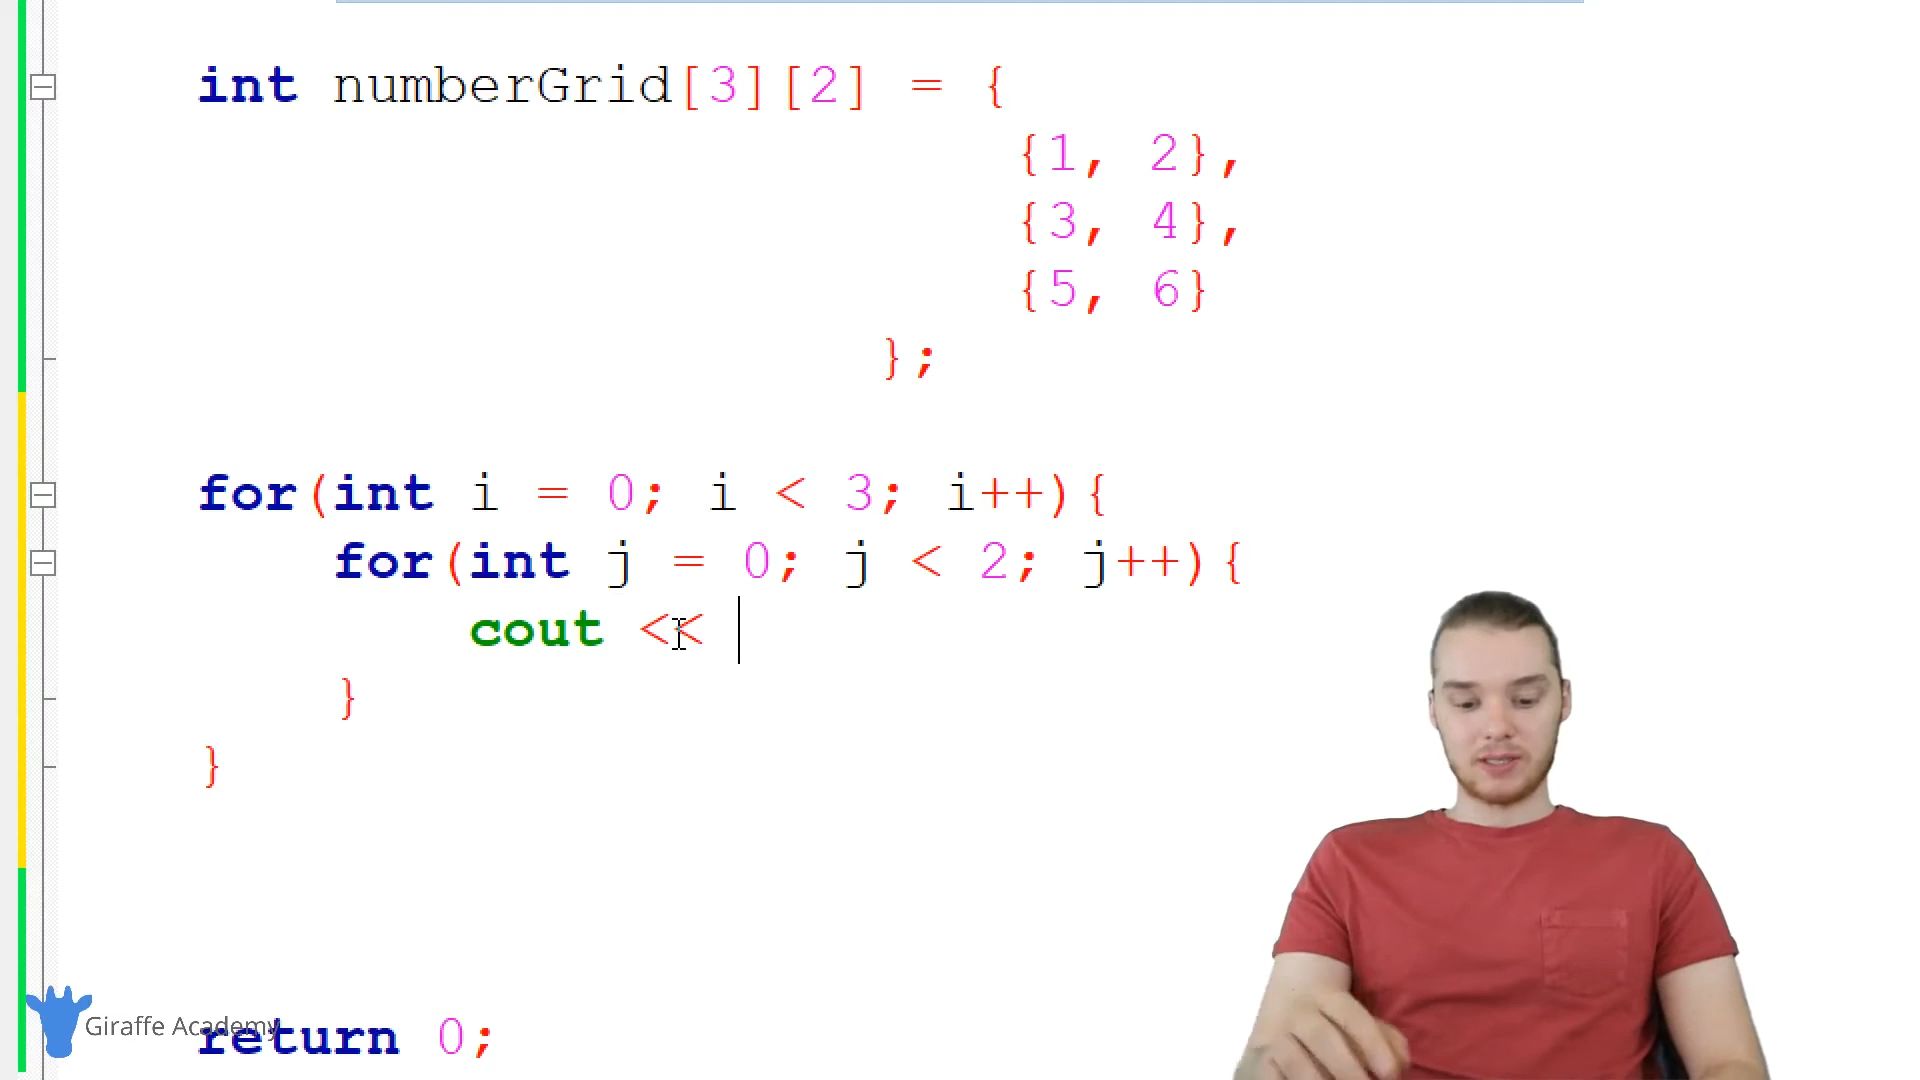 int numberGrid[3][2] = {
{1, 2},
{3, 4},
{5, 6}
};
for(int i = 0; i < 3; i++){
for(int j = 0; j < 2; j++){
cout <<
}
}
Giraffe Academy
return 0;